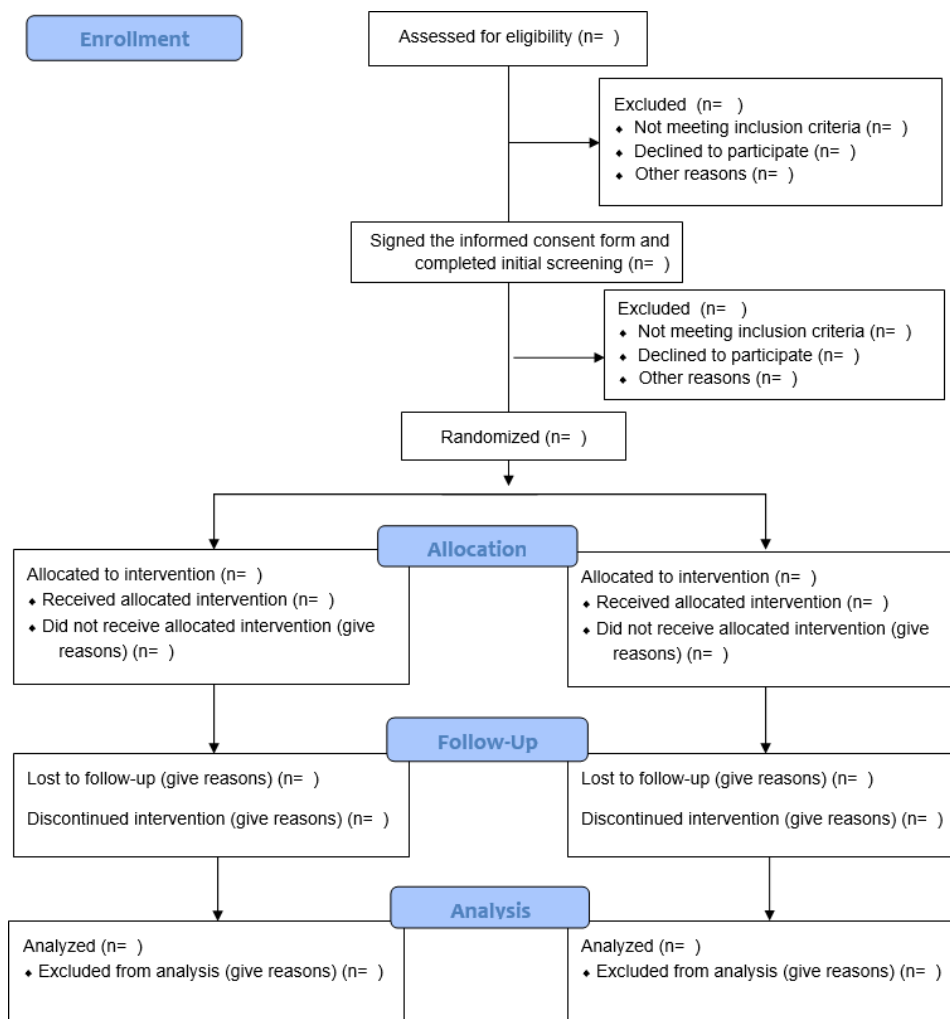 Enrollment
Assessed for eligibility (n=  )
Excluded  (n=  )
⬥ Not meeting inclusion criteria (n=  )
⬥ Declined to participate (n=  )
⬥ Other reasons (n=  )
Signed the informed consent form and
completed initial screening (n=  )
Excluded  (n=  )
⬥ Not meeting inclusion criteria (n=  )
⬥ Declined to participate (n=  )
⬥ Other reasons (n=  )
Randomized (n=  )
Allocation
Allocated to intervention (n=  )
⬥ Received allocated intervention (n=  )
⬥ Did not receive allocated intervention (give
reasons) (n=  )
Allocated to intervention (n=  )
⬥ Received allocated intervention (n=  )
⬥ Did not receive allocated intervention (give
reasons) (n=  )
Follow-Up
Lost to follow-up (give reasons) (n=  )
Discontinued intervention (give reasons) (n=  )
Lost to follow-up (give reasons) (n=  )
Discontinued intervention (give reasons) (n=  )
Analysis
Analyzed (n=  )
⬥ Excluded from analysis (give reasons) (n=  )
Analyzed (n=  )
⬥ Excluded from analysis (give reasons) (n=  )